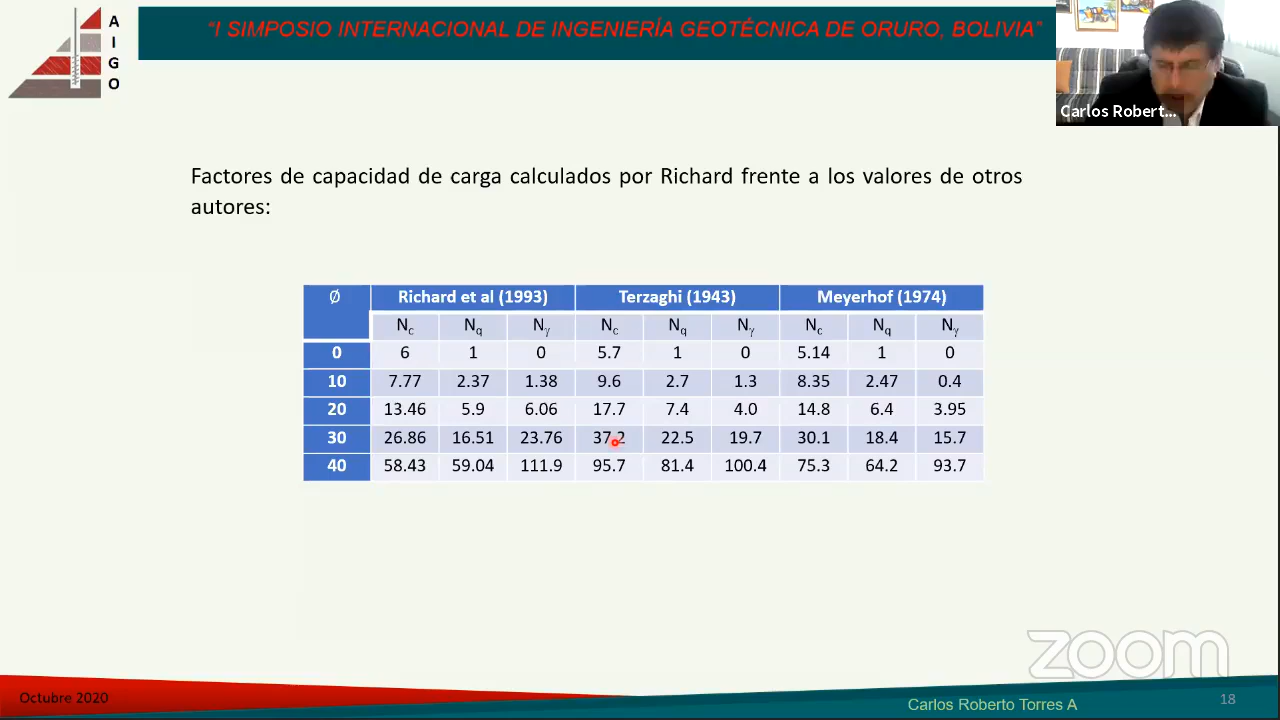 A
I
G
O
“I SIMPOSIO INTERNACIONAL DE INGENIERÍA GEOTÉCNICA DE ORURO, BOLIVIA”
Carlos Robert...
Factores de capacidad de carga calculados por Richard frente a los valores de otros
autores:
Ø Richard et al (1993) Terzaghi (1943) Meyerhof (1974)
Nc Nq Nγ Nc Nq Nγ Nc Nq Nγ
0 6 1 0 5.7 1 0 5.14 1 0
10 7.77 2.37 1.38 9.6 2.7 1.3 8.35 2.47 0.4
20 13.46 5.9 6.06 17.7 7.4 4.0 14.8 6.4 3.95
30 26.86 16.51 23.76 37.2 22.5 19.7 30.1 18.4 15.7
40 58.43 59.04 111.9 95.7 81.4 100.4 75.3 64.2 93.7
zoom
Octubre 2020
Carlos Roberto Torres A
18